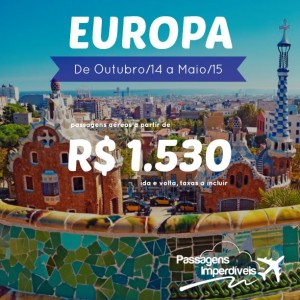 EUROPA
De Outubro/14 a Maio/15
passagens aéreas a partir de
R$ 1.530
ida e volta, taxas a incluir
Passagens
Imperdíveis